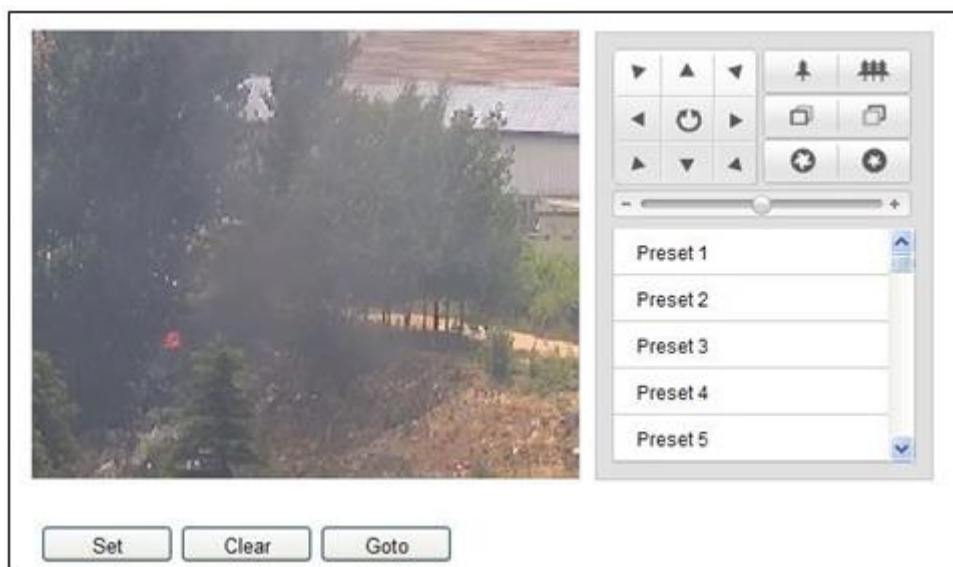 - +
Preset 1
Preset 2
Preset 3
Preset 4
Preset 5
Set Clear Goto